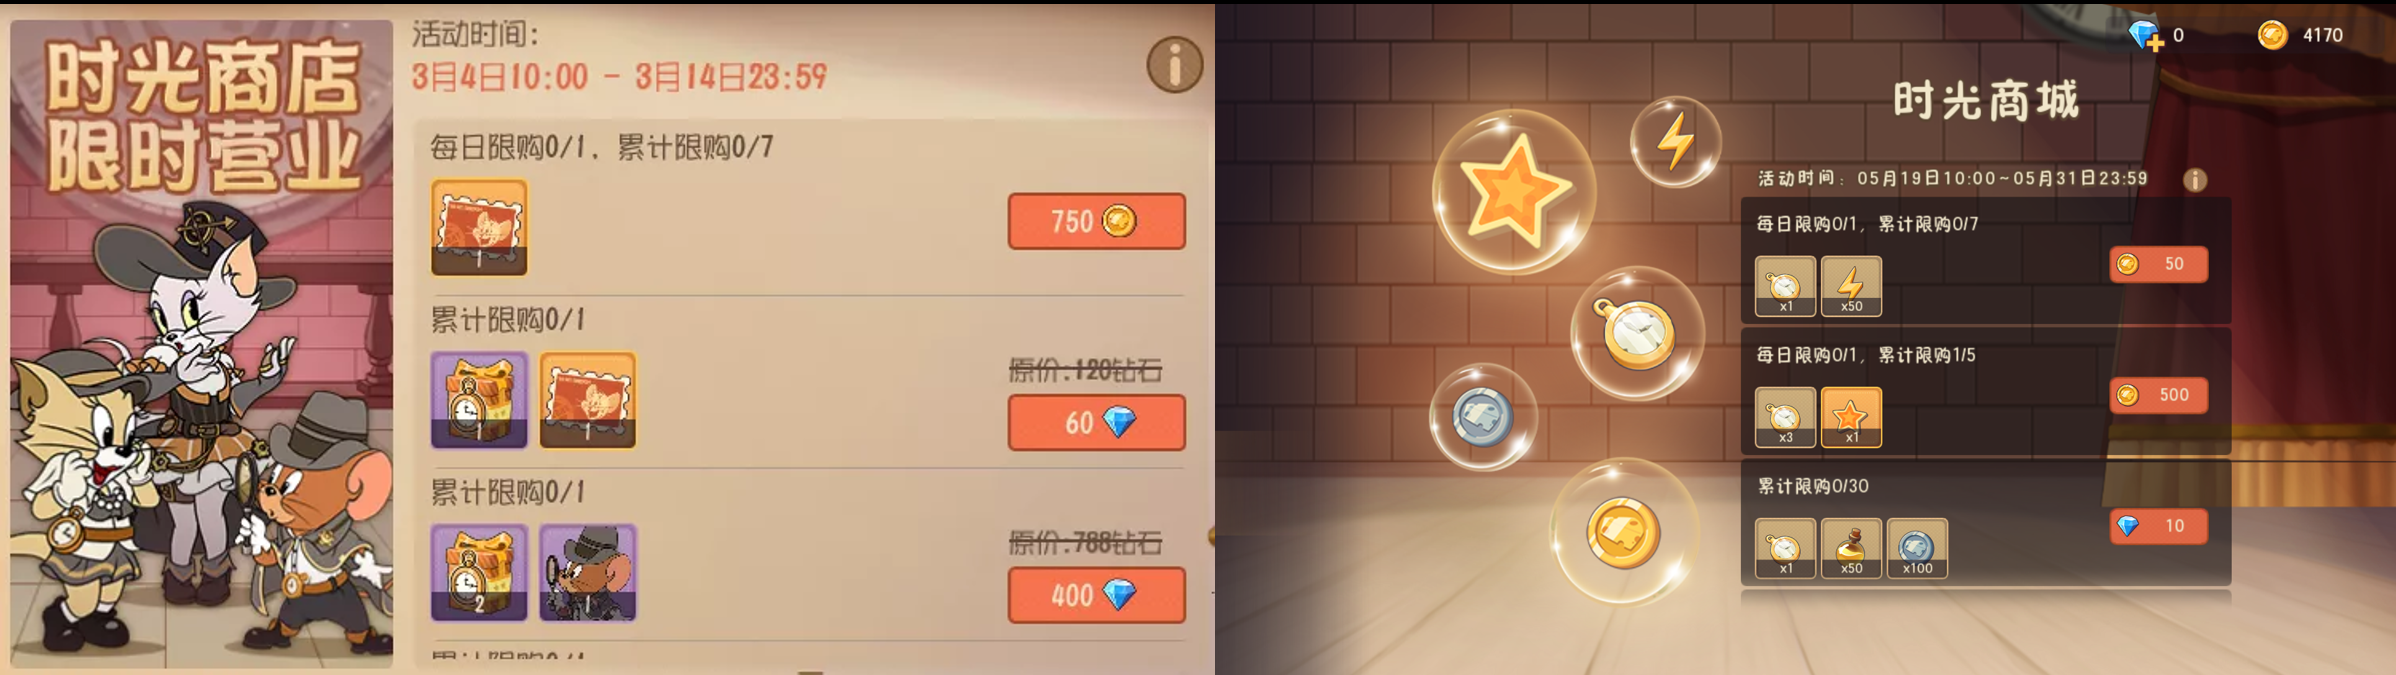 时光商店
限时营业
活动时间:
3月4日10:00 - 3月14日23:59
每日限购0/1，累计限购0/7
1
750
累计限购0/1
1
1
原价:120钻石
60
累计限购0/1
2
1
原价:788钻石
400
累计限购0/1
0
4170
时光商城
活动时间：05月19日10:00~05月31日23:59
每日限购0/1，累计限购0/7
x1
x50
50
每日限购0/1，累计限购1/5
x3
x1
500
累计限购0/30
x1
x50
x100
10